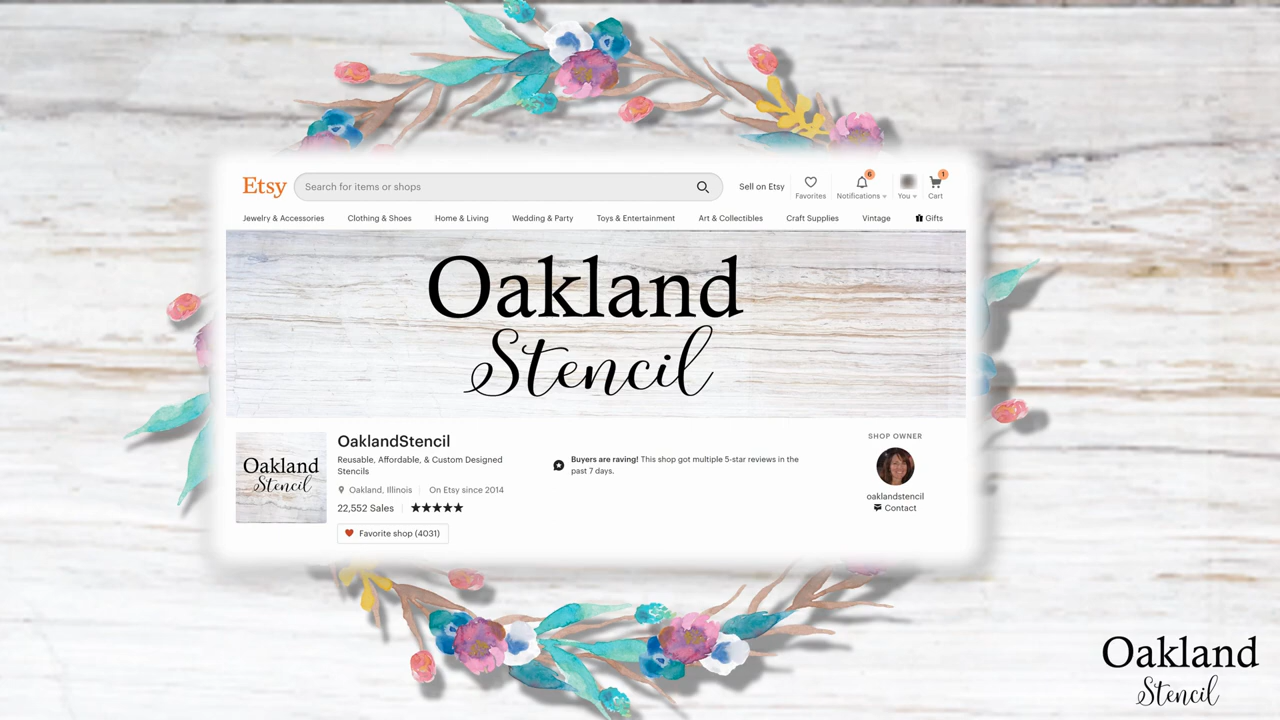 Etsy
Search for items or shops
Sell on Etsy
Favorites
6
Notifications
You
1
Cart
Jewelry & Accessories
Clothing & Shoes
Home & Living
Wedding & Party
Toys & Entertainment
Art & Collectibles
Craft Supplies
Vintage
Gifts
Oakland
Stencil
Oakland
Stencil
OaklandStencil
Reusable, Affordable, & Custom Designed
Stencils
Oakland, Illinois
On Etsy since 2014
22,552 Sales
Favorite shop (4031)
Buyers are raving! This shop got multiple 5-star reviews in the
past 7 days.
SHOP OWNER
oaklandstencil
Contact
Oakland
Stencil